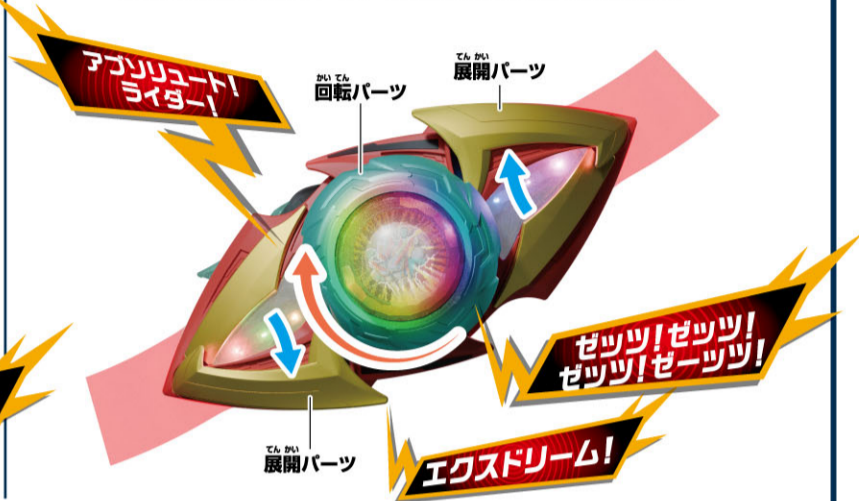 アブソリュート!
ライダー!
かいてん
回転パーツ
てんかい
展開パーツ
ゼッツ!ゼッツ!
ゼッツ!ゼーッツ!
てんかい
展開パーツ
エクスドリーム!